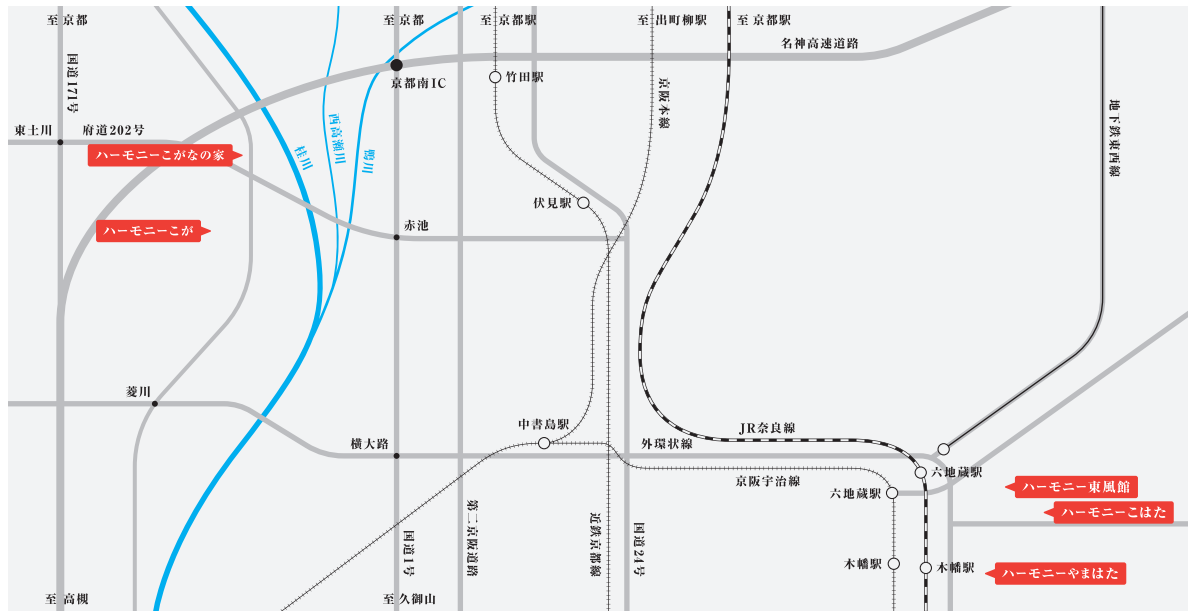 至 京都
至 京都
至 京都駅
至 出町柳駅
至 京都駅
名神高速道路
国道171号
京都南IC
竹田駅
京阪本線
地下鉄東西線
東土川
府道202号
西高瀬川
鴨川
桂川
ハーモニーこがなの家
伏見駅
赤池
ハーモニーこが
菱川
中書島駅
JR奈良線
横大路
外環状線
六地蔵駅
京阪宇治線
六地蔵駅
ハーモニー東風館
ハーモニーこはた
第二京阪道路
近鉄京都線
国道24号
国道1号
木幡駅
木幡駅
ハーモニーやまはた
至 高槻
至 久御山